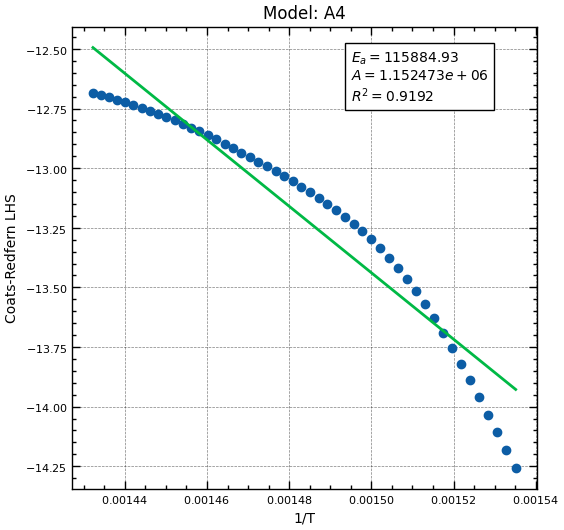 Model: A4
−12.50
−12.75
−13.00
−13.25
−13.50
−13.75
−14.00
−14.25
Coats-Redfern LHS
Eₐ = 115884.93
A = 1.152473e + 06
R² = 0.9192
0.00144 0.00146 0.00148 0.00150 0.00152 0.00154
1/T